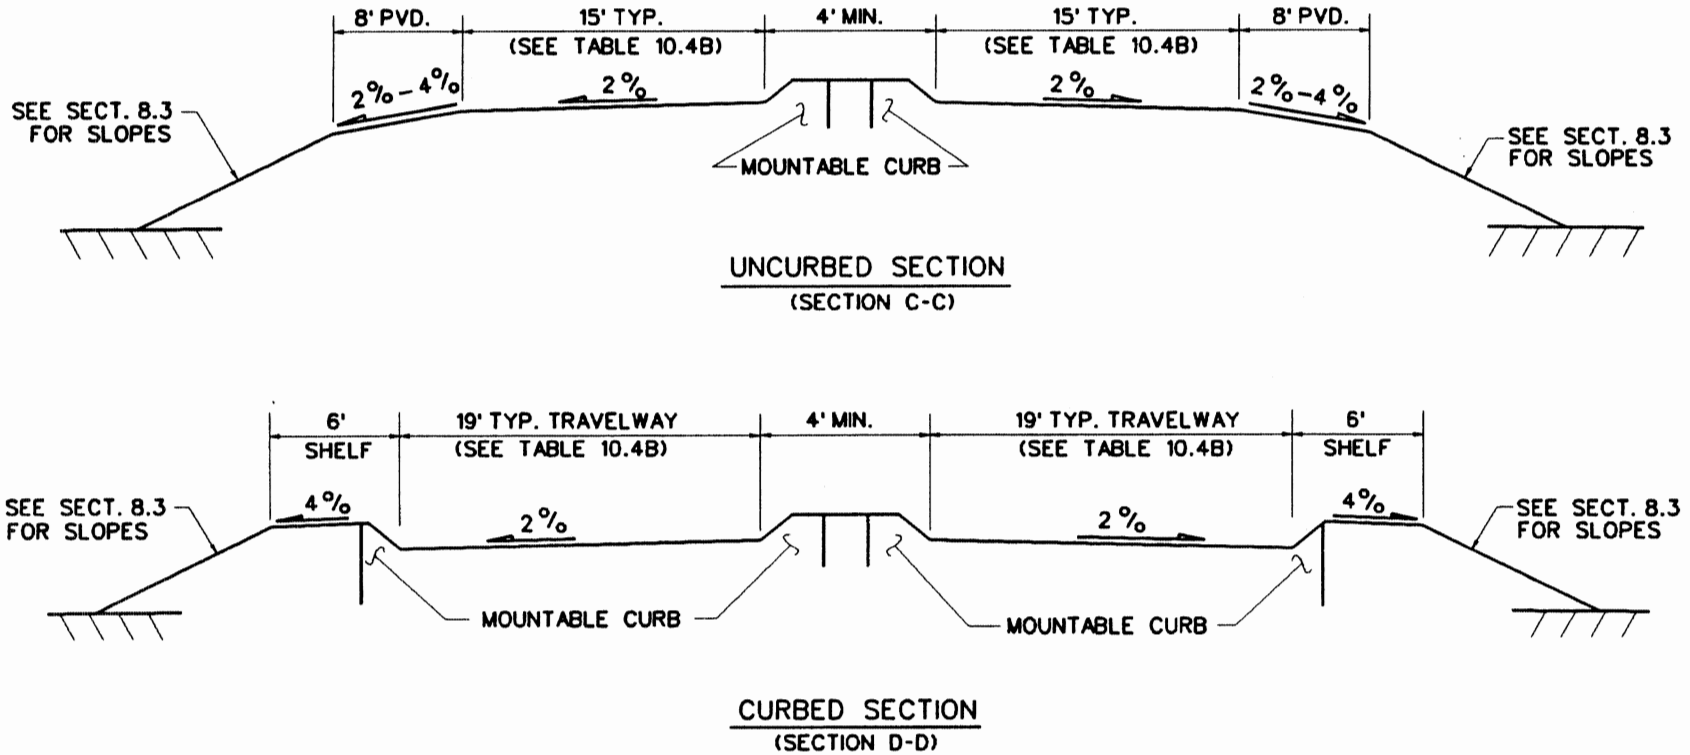 8' PVD.
15' TYP.
4' MIN.
15' TYP.
8' PVD.
(SEE TABLE 10.4B)
(SEE TABLE 10.4B)
2%-4%
2%
2%
2%-4%
SEE SECT. 8.3
FOR SLOPES
MOUNTABLE CURB
SEE SECT. 8.3
FOR SLOPES
UNCURBED SECTION
(SECTION C-C)
6'
SHELF
19' TYP. TRAVELWAY
(SEE TABLE 10.4B)
4' MIN.
19' TYP. TRAVELWAY
(SEE TABLE 10.4B)
6'
SHELF
SEE SECT. 8.3
FOR SLOPES
4%
2%
2%
4%
SEE SECT. 8.3
FOR SLOPES
MOUNTABLE CURB
MOUNTABLE CURB
CURBED SECTION
(SECTION D-D)